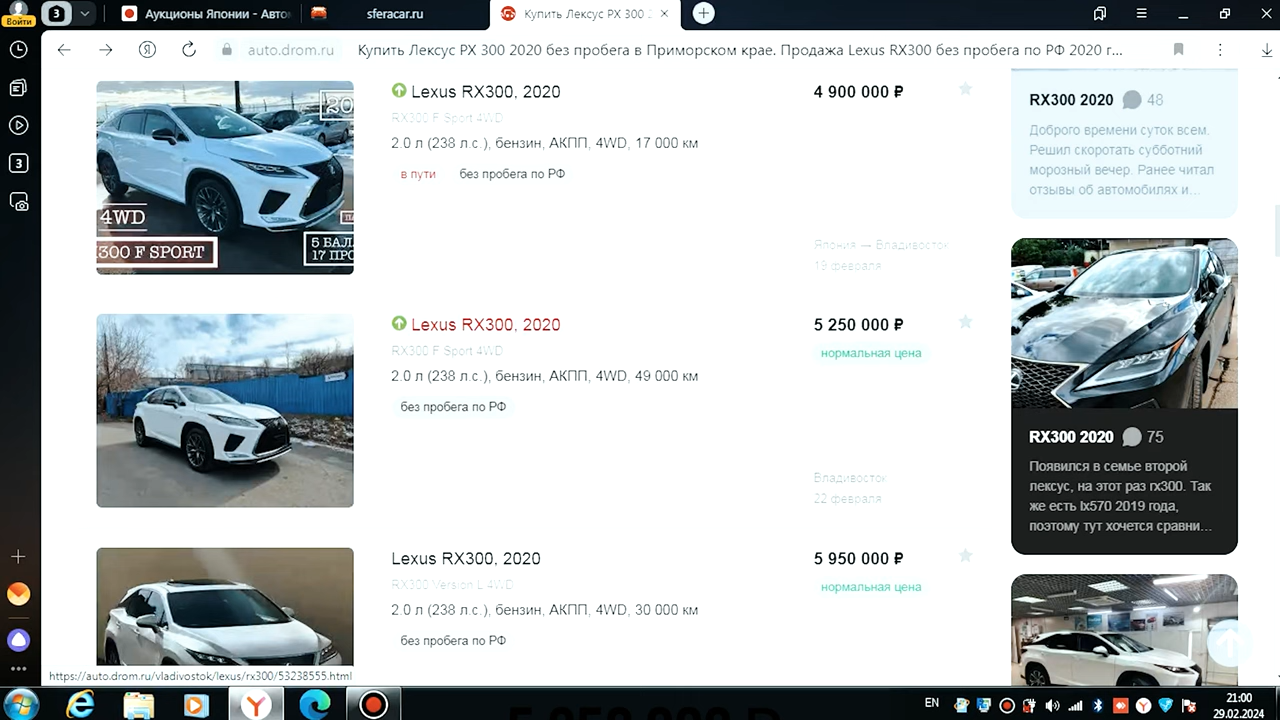 Войти
3
Аукционы Японии - Авто
sferacar.ru
Купить Лексус РХ 300 2
auto.drom.ru
Купить Лексус РХ 300 2020 без пробега в Приморском крае. Продажа Lexus RX300 без пробега по РФ 2020 г...
3
20
4WD
300 F SPORT
5 БАЛ
17 ПРО
Lexus RX300, 2020
RX300 F Sport 4WD
2.0 л (238 л.с.), бензин, АКПП, 4WD, 17 000 км
в пути
без пробега по РФ
4 900 000 ₽
Япония → Владивосток
19 февраля
Lexus RX300, 2020
RX300 F Sport 4WD
2.0 л (238 л.с.), бензин, АКПП, 4WD, 49 000 км
без пробега по РФ
5 250 000 ₽
нормальная цена
Владивосток
22 февраля
Lexus RX300, 2020
RX300 Version L 4WD
2.0 л (238 л.с.), бензин, АКПП, 4WD, 30 000 км
без пробега по РФ
5 950 000 ₽
нормальная цена
RX300 2020 48
Доброго времени суток всем.
Решил скоротать субботний
морозный вечер. Ранее читал
отзывы об автомобилях и...
RX300 2020 75
Появился в семье второй
лексус, на этот раз rx300. Так
же есть lx570 2019 года,
поэтому тут хочется сравни...
https://auto.drom.ru/vladivostok/lexus/rx300/53238555.html
EN
21:00
29.02.2024